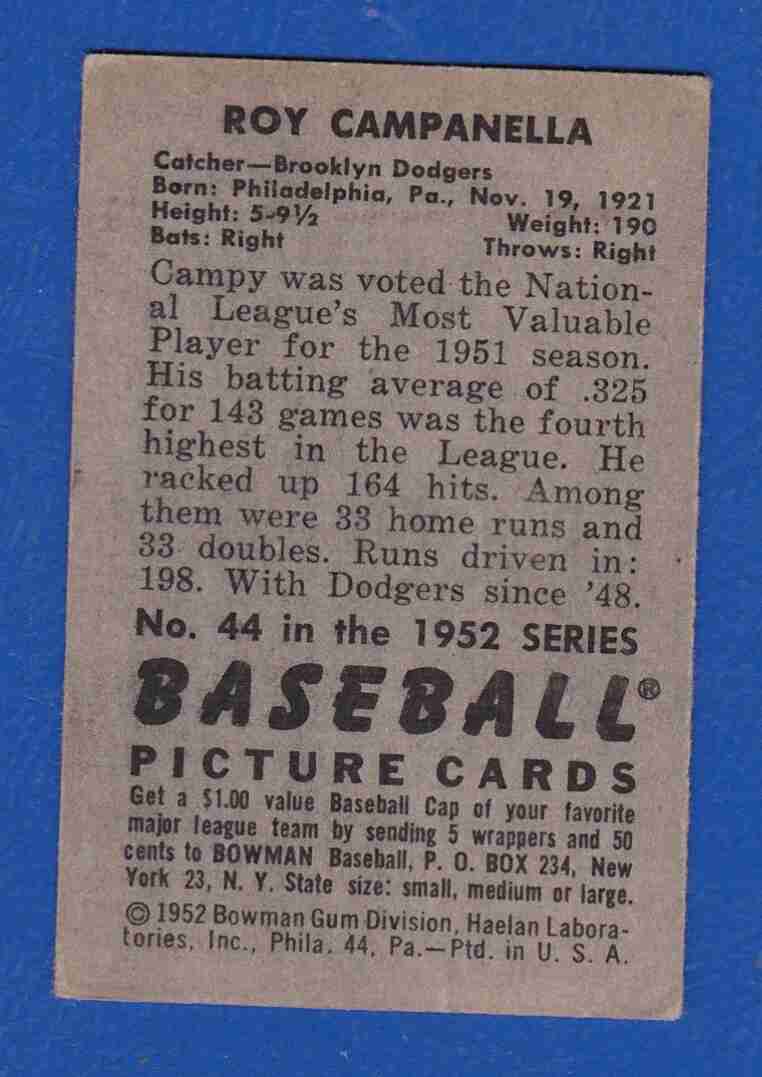 ROY CAMPANELLA
Catcher—Brooklyn Dodgers
Born: Philadelphia, Pa., Nov. 19, 1921
Height: 5-9½ Weight: 190
Bats: Right Throws: Right
Campy was voted the Nation-
al League's Most Valuable
Player for the 1951 season.
His batting average of .325
for 143 games was the fourth
highest in the League. He
racked up 164 hits. Among
them were 33 home runs and
33 doubles. Runs driven in:
198. With Dodgers since '48.
No. 44 in the 1952 SERIES
BASEBALL®
PICTURE CARDS
Get a $1.00 value Baseball Cap of your favorite
major league team by sending 5 wrappers and 50
cents to BOWMAN Baseball, P. O. BOX 234, New
York 23, N. Y. State size: small, medium or large.
© 1952 Bowman Gum Division, Haelan Labora-
tories, Inc., Phila. 44, Pa.—Ptd. in U. S. A.